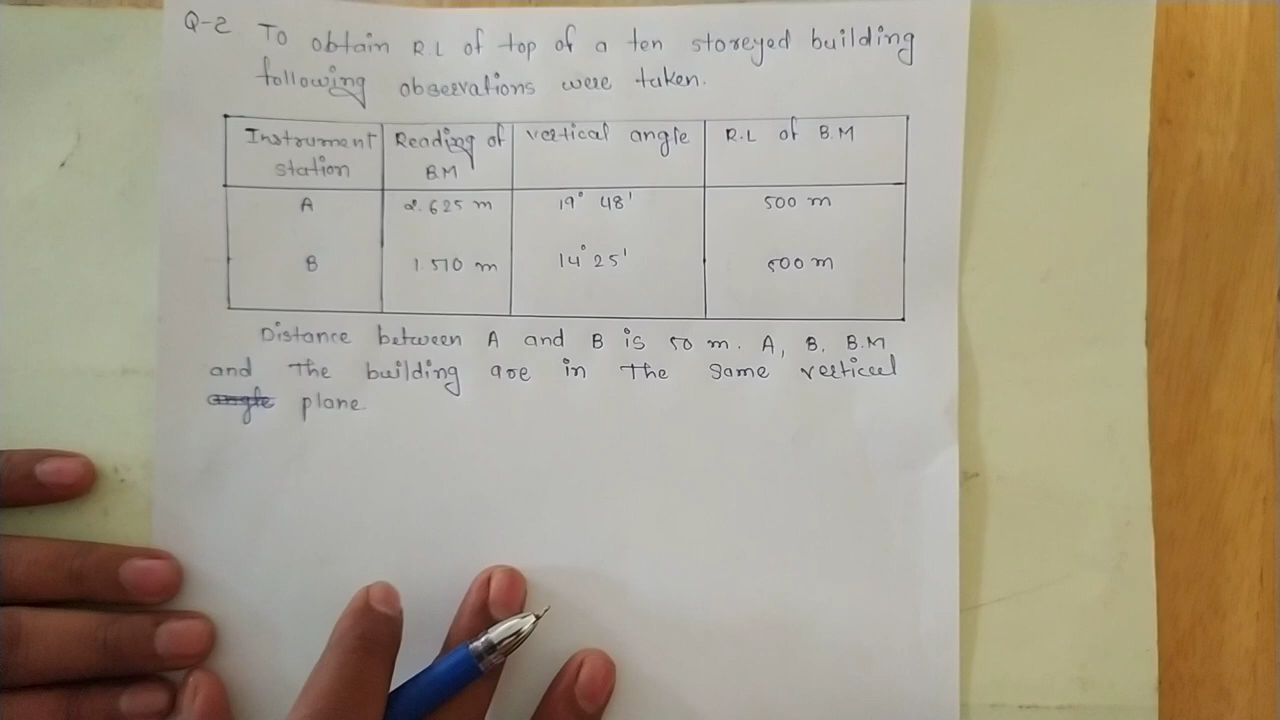 Q-2 To obtain R.L of top of a ten storeyed building
following observations were taken.
Instrument station | Reading of B.M | vertical angle | R.L of B.M
A | 2.625 m | 19° 48' | 500 m
B | 1.510 m | 14° 25' | 500 m
Distance between A and B is 50 m. A, B, B.M
and The building are in The same vertical
angle plane.